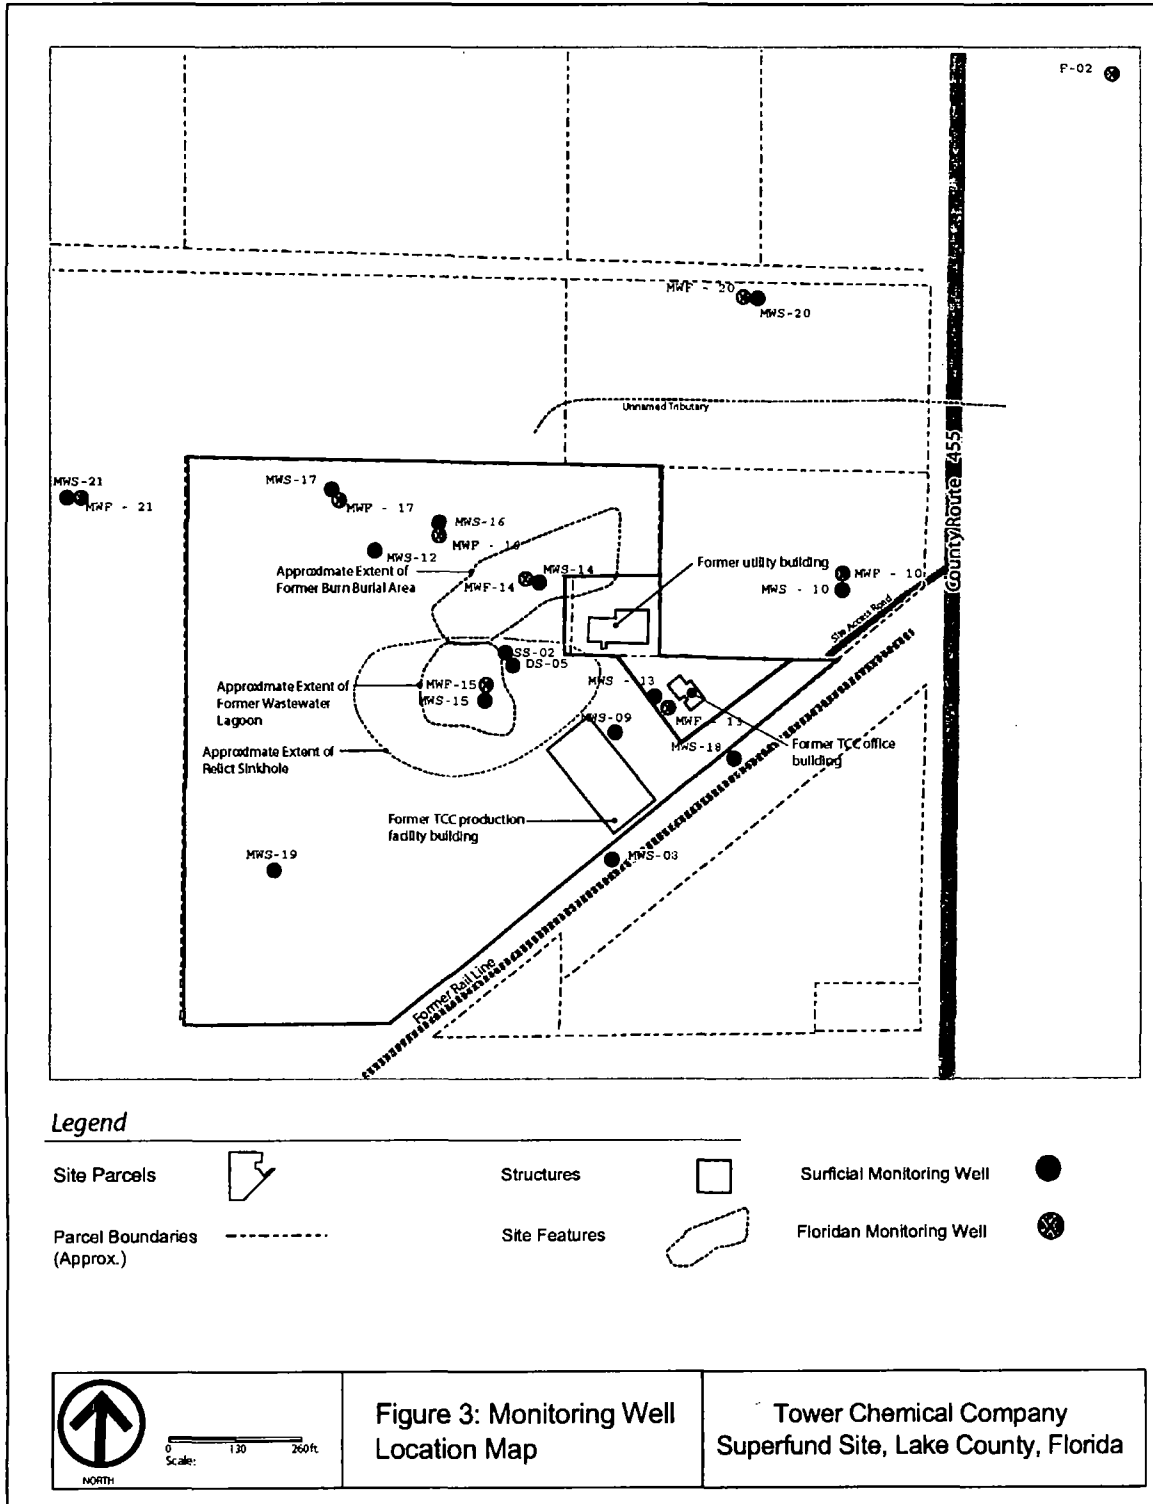 F-02
MWF - 20
MWS-20
Unnamed Tributary
County Route 455
MWS-21
MWF - 21
MWS-17
MWF - 17
MWS-16
MWF - 16
MWS-12
Approximate Extent of
Former Burn Burial Area
MWS-14
MWF-14
Former utility building
MWF - 10
MWS - 10
Site Access Road
SS-02
DS-05
Approximate Extent of
Former Wastewater
Lagoon
MWF-15
MWS-15
MWS - 13
MWF - 13
MWS-09
MWS-18
Approximate Extent of
Relict Sinkhole
Former TCC office
building
Former TCC production
facility building
MWS-03
MWS-19
Former Rail Line
Legend
Site Parcels
Structures
Surficial Monitoring Well
Parcel Boundaries
(Approx.)
Site Features
Floridan Monitoring Well
NORTH
0 130 260ft.
Scale:
Figure 3: Monitoring Well
Location Map
Tower Chemical Company
Superfund Site, Lake County, Florida